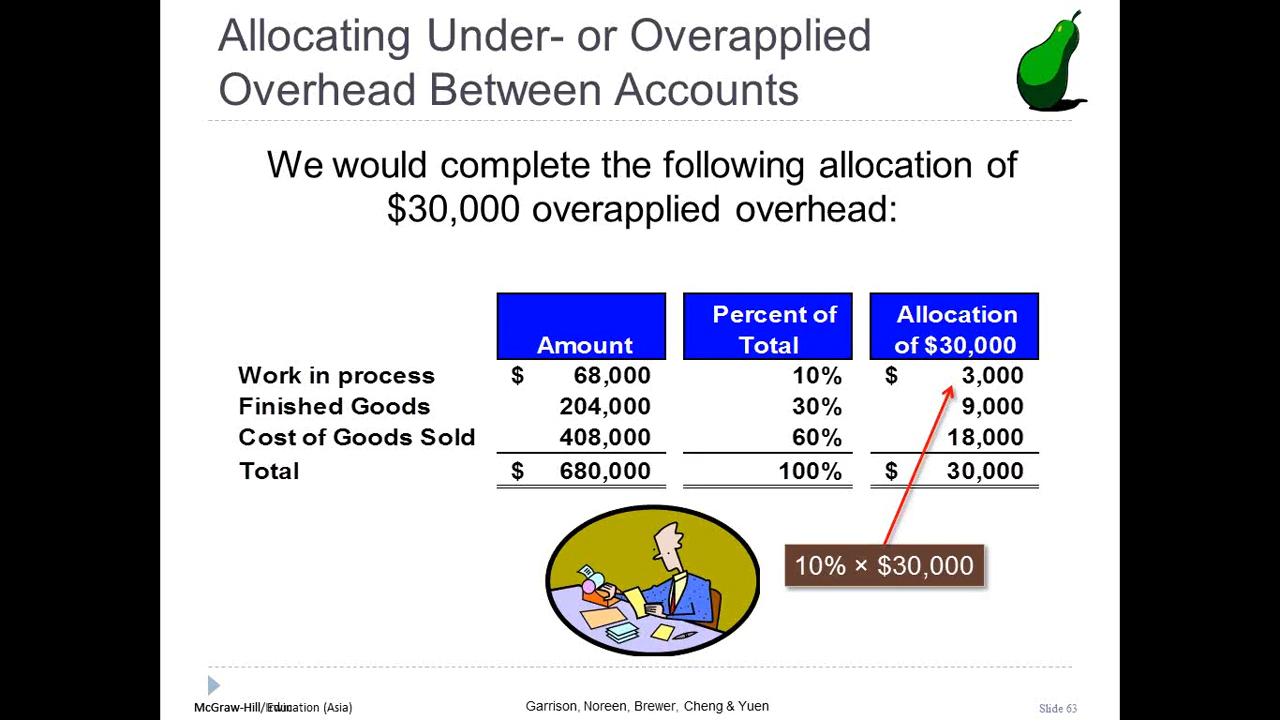 Allocating Under- or Overapplied
Overhead Between Accounts
We would complete the following allocation of
$30,000 overapplied overhead:
Amount Percent of Total Allocation of $30,000
Work in process $ 68,000 10% $ 3,000
Finished Goods 204,000 30% 9,000
Cost of Goods Sold 408,000 60% 18,000
Total $ 680,000 100% $ 30,000
10% × $30,000
McGraw-Hill/ (Asia)
Garrison, Noreen, Brewer, Cheng & Yuen
Slide 63